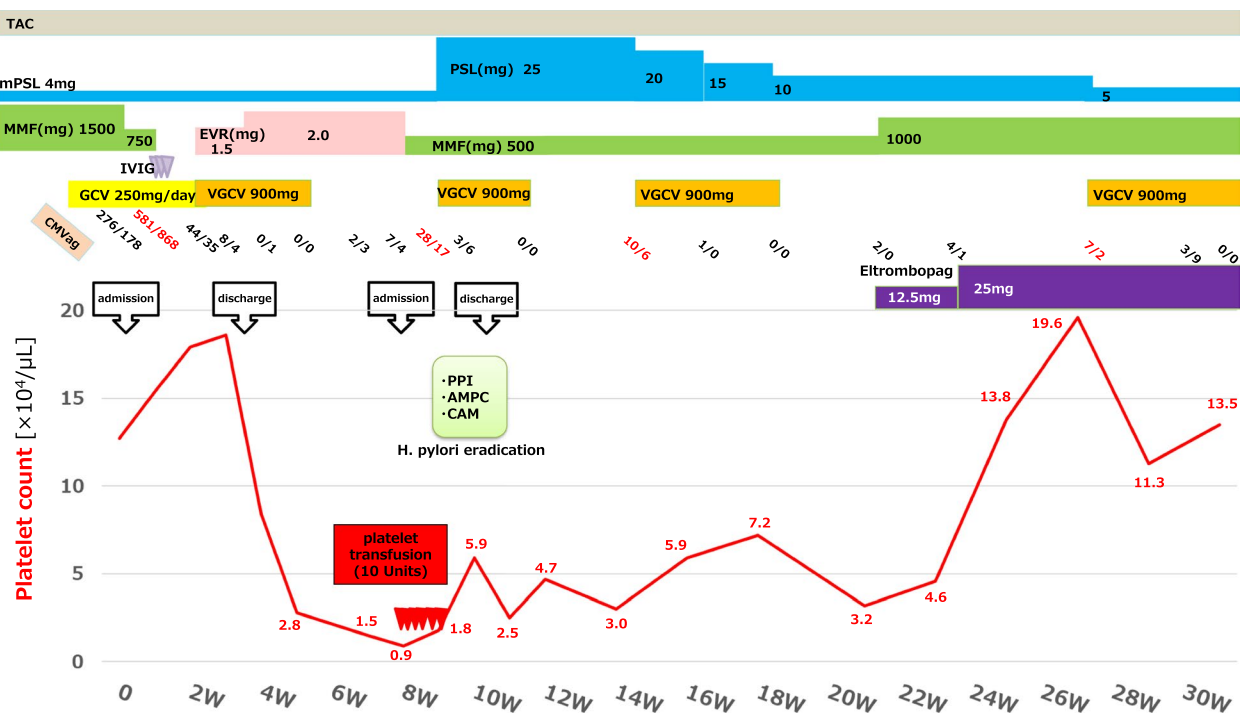 TAC
mPSL 4mg
PSL(mg) 25
20
15
10
5
MMF(mg) 1500
750
EVR(mg)
1.5
2.0
MMF(mg) 500
1000
IVIG
GCV 250mg/day
VGCV 900mg
VGCV 900mg
VGCV 900mg
VGCV 900mg
CMVag
276/178
581/868
44/35
8/4
0/1
0/0
2/3
7/4
28/17
3/6
0/0
10/6
1/0
0/0
2/0
4/1
7/2
3/9
0/0
Eltrombopag
12.5mg
25mg
admission
discharge
admission
discharge
・PPI
・AMPC
・CAM
H. pylori eradication
platelet
transfusion
(10 Units)
Platelet count [×10⁴/μL]
20
15
10
5
0
2.8
1.5
0.9
1.8
5.9
2.5
4.7
3.0
5.9
7.2
3.2
4.6
13.8
19.6
11.3
13.5
0
2W
4W
6W
8W
10W
12W
14W
16W
18W
20W
22W
24W
26W
28W
30W